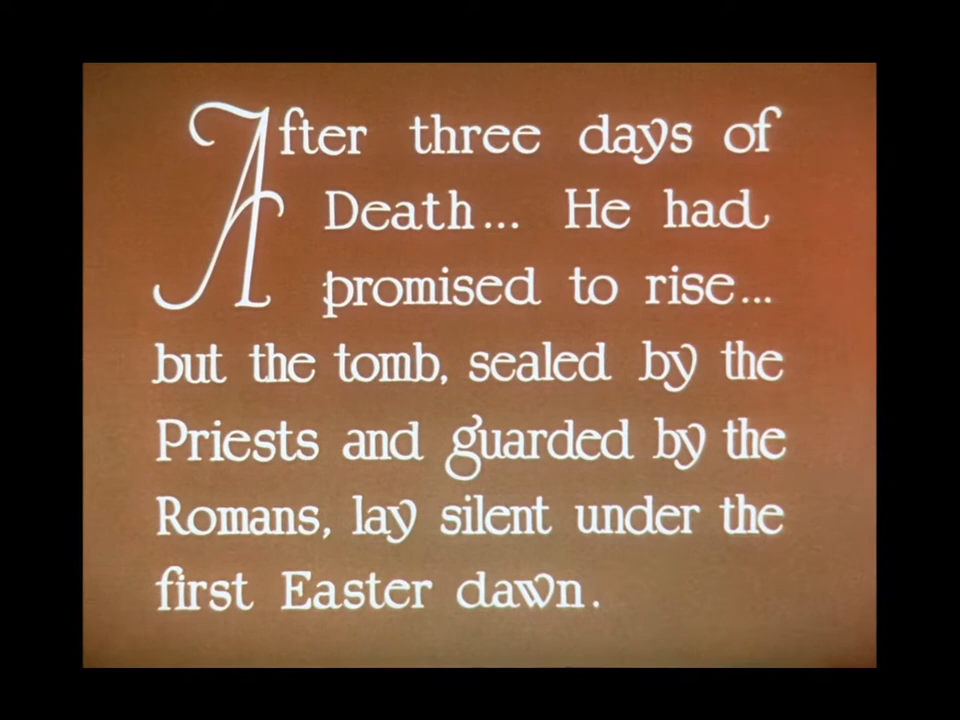 After three days of
Death... He had
promised to rise...
but the tomb, sealed by the
Priests and guarded by the
Romans, lay silent under the
first Easter dawn.